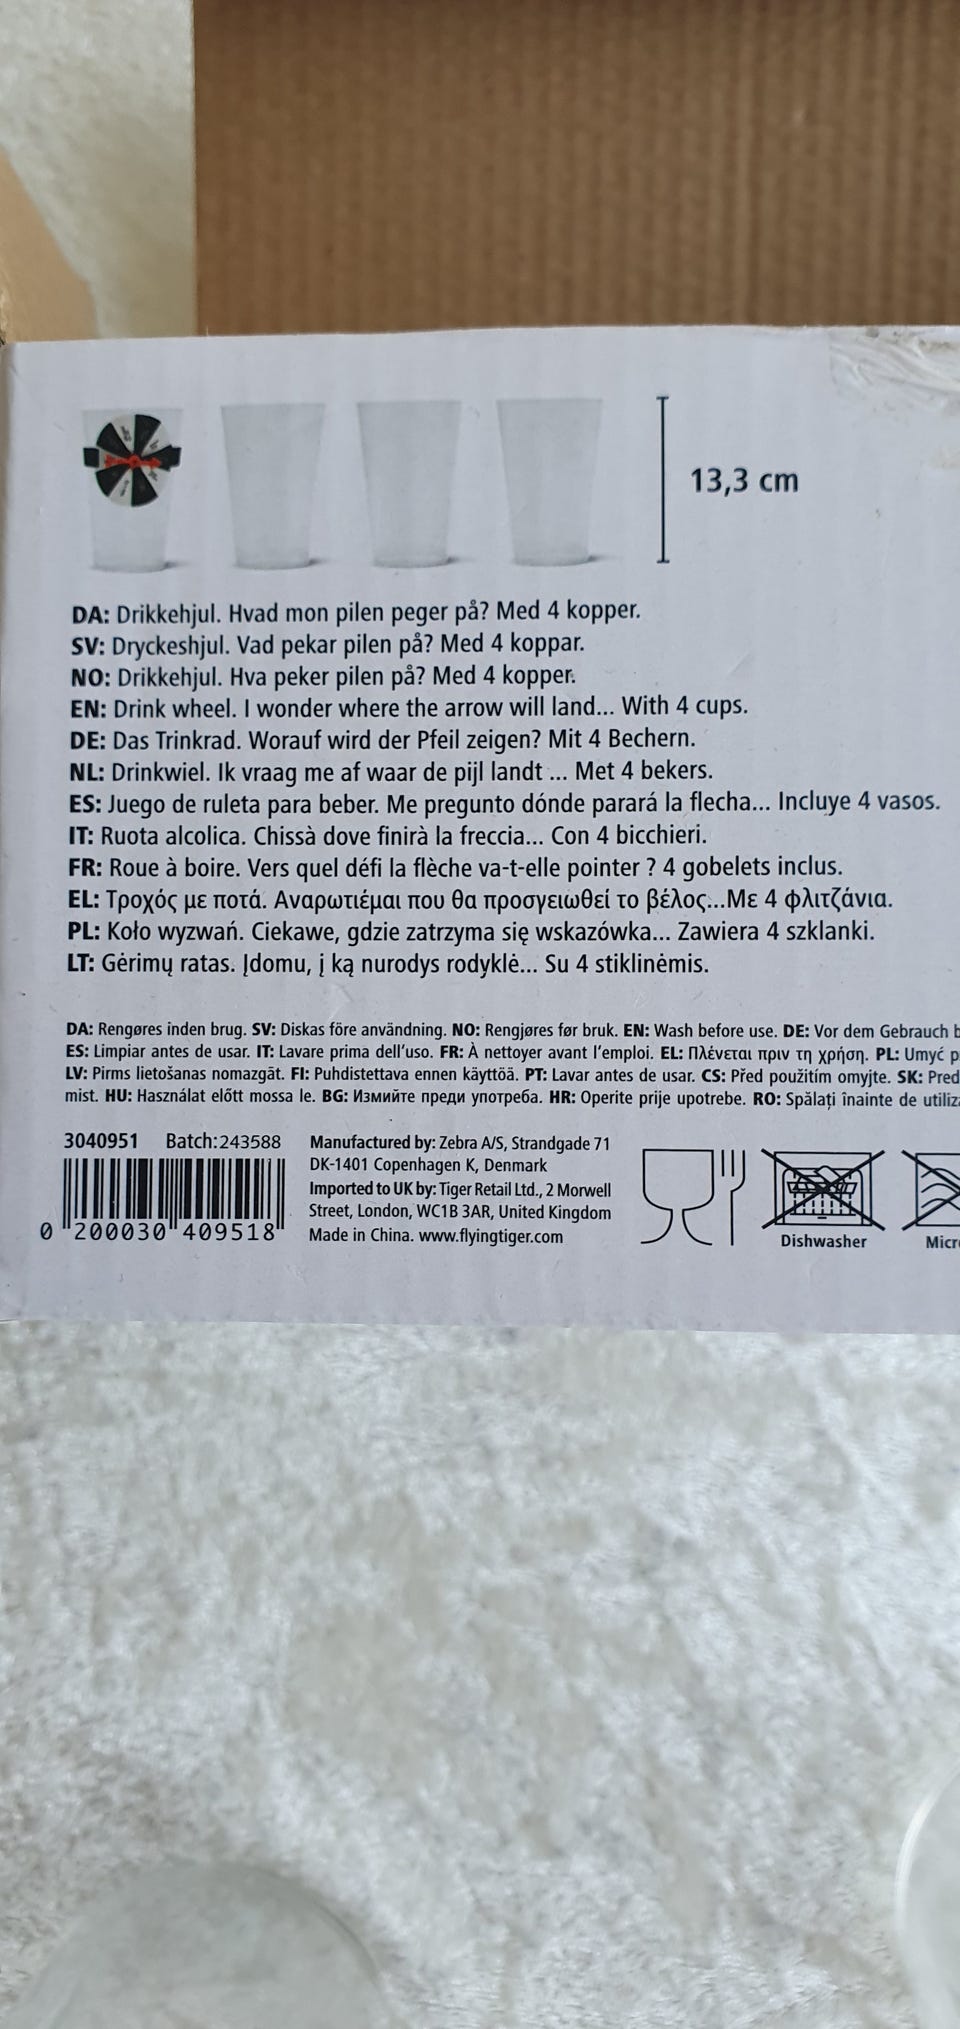 13,3 cm
DA: Drikkehjul. Hvad mon pilen peger på? Med 4 kopper.
SV: Dryckeshjul. Vad pekar pilen på? Med 4 koppar.
NO: Drikkehjul. Hva peker pilen på? Med 4 kopper.
EN: Drink wheel. I wonder where the arrow will land... With 4 cups.
DE: Das Trinkrad. Worauf wird der Pfeil zeigen? Mit 4 Bechern.
NL: Drinkwiel. Ik vraag me af waar de pijl landt ... Met 4 bekers.
ES: Juego de ruleta para beber. Me pregunto dónde parará la flecha... Incluye 4 vasos.
IT: Ruota alcolica. Chissà dove finirà la freccia... Con 4 bicchieri.
FR: Roue à boire. Vers quel défi la flèche va-t-elle pointer ? 4 gobelets inclus.
EL: Τροχός με ποτά. Αναρωτιέμαι που θα προσγειωθεί το βέλος...Με 4 φλιτζάνια.
PL: Koło wyzwań. Ciekawe, gdzie zatrzyma się wskazówka... Zawiera 4 szklanki.
LT: Gėrimų ratas. Įdomu, į ką nurodys rodyklė... Su 4 stiklinėmis.
DA: Rengøres inden brug. SV: Diskas före användning. NO: Rengjøres før bruk. EN: Wash before use. DE: Vor dem Gebrauch
ES: Limpiar antes de usar. IT: Lavare prima dell'uso. FR: À nettoyer avant l'emploi. EL: Πλένεται πριν τη χρήση. PL: Umyć
LV: Pirms lietošanas nomazgāt. FI: Puhdistettava ennen käyttöä. PT: Lavar antes de usar. CS: Před použitím omyjte. SK: Pred
mist. HU: Használat előtt mossa le. BG: Измийте преди употреба. HR: Operite prije upotrebe. RO: Spălați înainte de
3040951 Batch:243588
0 200030 409518
Manufactured by: Zebra A/S, Strandgade 71
DK-1401 Copenhagen K, Denmark
Imported to UK by: Tiger Retail Ltd., 2 Morwell
Street, London, WC1B 3AR, United Kingdom
Made in China. www.flyingtiger.com
Dishwasher